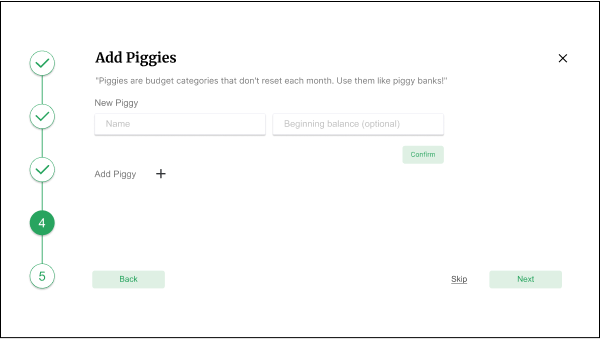 Add Piggies
"Piggies are budget categories that don't reset each month. Use them like piggy banks!"
New Piggy
Name
Beginning balance (optional)
Confirm
Add Piggy
4
5
Back
Skip
Next